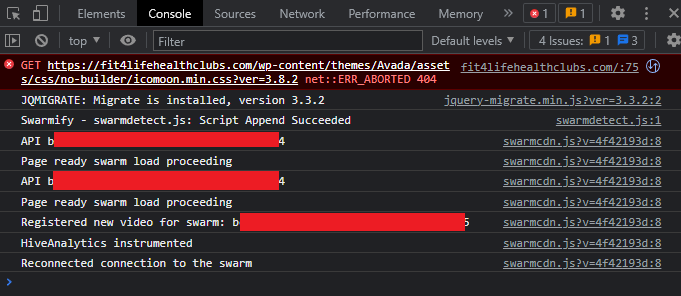 Elements Console Sources Network Performance Memory » 1 1
top Filter Default levels 4 Issues: 1 3
GET https://fit4lifehealthclubs.com/wp-content/themes/Avada/asset fit4lifehealthclubs.com/:75
s/css/no-builder/icomoon.min.css?ver=3.8.2 net::ERR_ABORTED 404
JQMIGRATE: Migrate is installed, version 3.3.2 jquery-migrate.min.js?ver=3.3.2:2
Swarmify - swarmdetect.js: Script Append Succeeded swarmdetect.js:1
API b 4 swarmcdn.js?v=4f42193d:8
Page ready swarm load proceeding swarmcdn.js?v=4f42193d:8
API b 4 swarmcdn.js?v=4f42193d:8
Page ready swarm load proceeding swarmcdn.js?v=4f42193d:8
Registered new video for swarm: b 5 swarmcdn.js?v=4f42193d:8
HiveAnalytics instrumented swarmcdn.js?v=4f42193d:8
Reconnected connection to the swarm swarmcdn.js?v=4f42193d:8